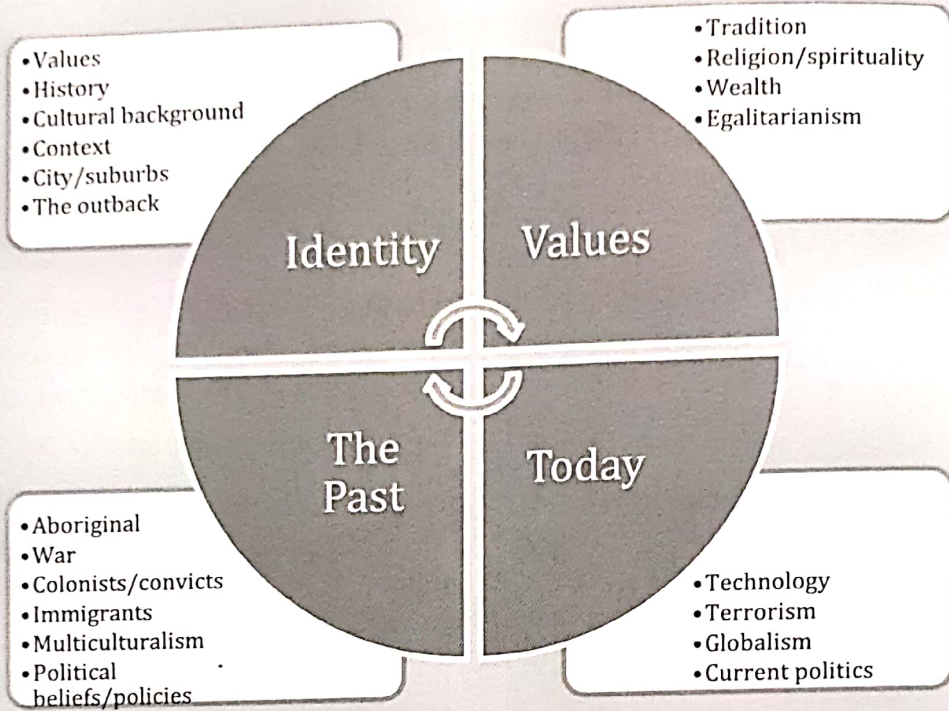 • Values
• History
• Cultural background
• Context
• City/suburbs
• The outback
• Tradition
• Religion/spirituality
• Wealth
• Egalitarianism
Identity
Values
The
Past
Today
• Aboriginal
• War
• Colonists/convicts
• Immigrants
• Multiculturalism
• Political
beliefs/policies
• Technology
• Terrorism
• Globalism
• Current politics